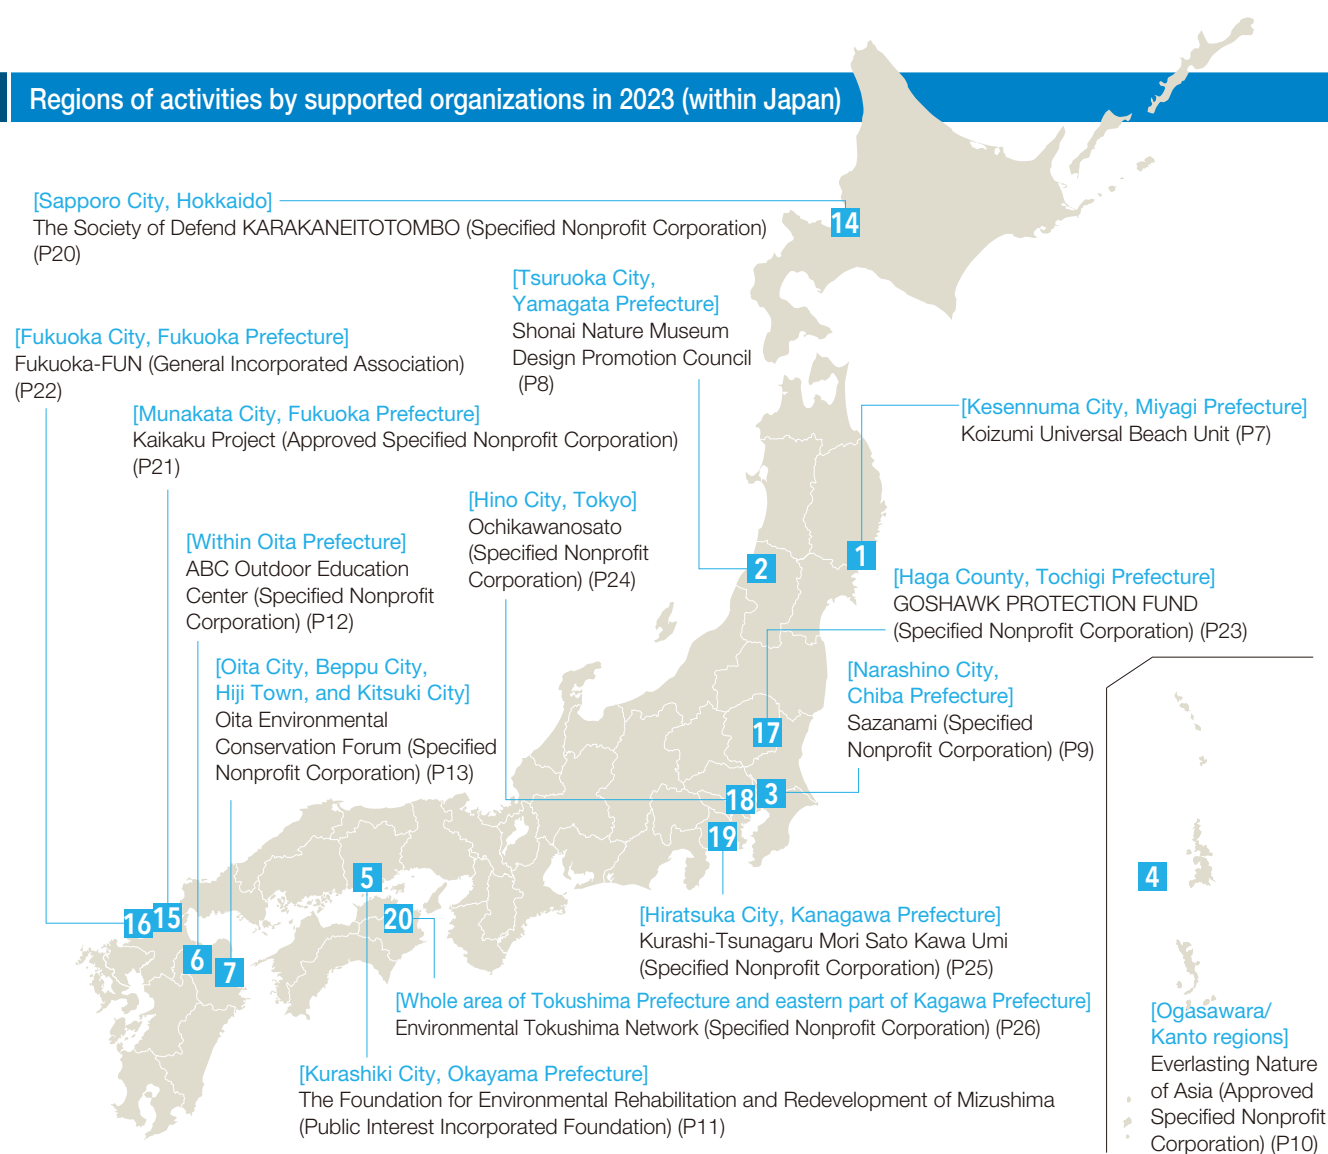 Regions of activities by supported organizations in 2023 (within Japan)
[Sapporo City, Hokkaido]
The Society of Defend KARAKANEITOTOMBO (Specified Nonprofit Corporation)
(P20)
14
[Tsuruoka City,
Yamagata Prefecture]
Shonai Nature Museum
Design Promotion Council
(P8)
[Fukuoka City, Fukuoka Prefecture]
Fukuoka-FUN (General Incorporated Association)
(P22)
[Munakata City, Fukuoka Prefecture]
Kaikaku Project (Approved Specified Nonprofit Corporation)
(P21)
[Kesennuma City, Miyagi Prefecture]
Koizumi Universal Beach Unit (P7)
[Hino City, Tokyo]
Ochikawanosato
(Specified Nonprofit
Corporation) (P24)
[Within Oita Prefecture]
ABC Outdoor Education
Center (Specified Nonprofit
Corporation) (P12)
1
2
[Haga County, Tochigi Prefecture]
GOSHAWK PROTECTION FUND
(Specified Nonprofit Corporation) (P23)
[Oita City, Beppu City,
Hiji Town, and Kitsuki City]
Oita Environmental
Conservation Forum (Specified
Nonprofit Corporation) (P13)
[Narashino City,
Chiba Prefecture]
Sazanami (Specified
Nonprofit Corporation) (P9)
17
18
3
19
5
4
16
15
20
6
7
[Hiratsuka City, Kanagawa Prefecture]
Kurashi-Tsunagaru Mori Sato Kawa Umi
(Specified Nonprofit Corporation) (P25)
[Whole area of Tokushima Prefecture and eastern part of Kagawa Prefecture]
Environmental Tokushima Network (Specified Nonprofit Corporation) (P26)
[Kurashiki City, Okayama Prefecture]
The Foundation for Environmental Rehabilitation and Redevelopment of Mizushima
(Public Interest Incorporated Foundation) (P11)
[Ogasawara/
Kanto regions]
Everlasting Nature
of Asia (Approved
Specified Nonprofit
Corporation) (P10)